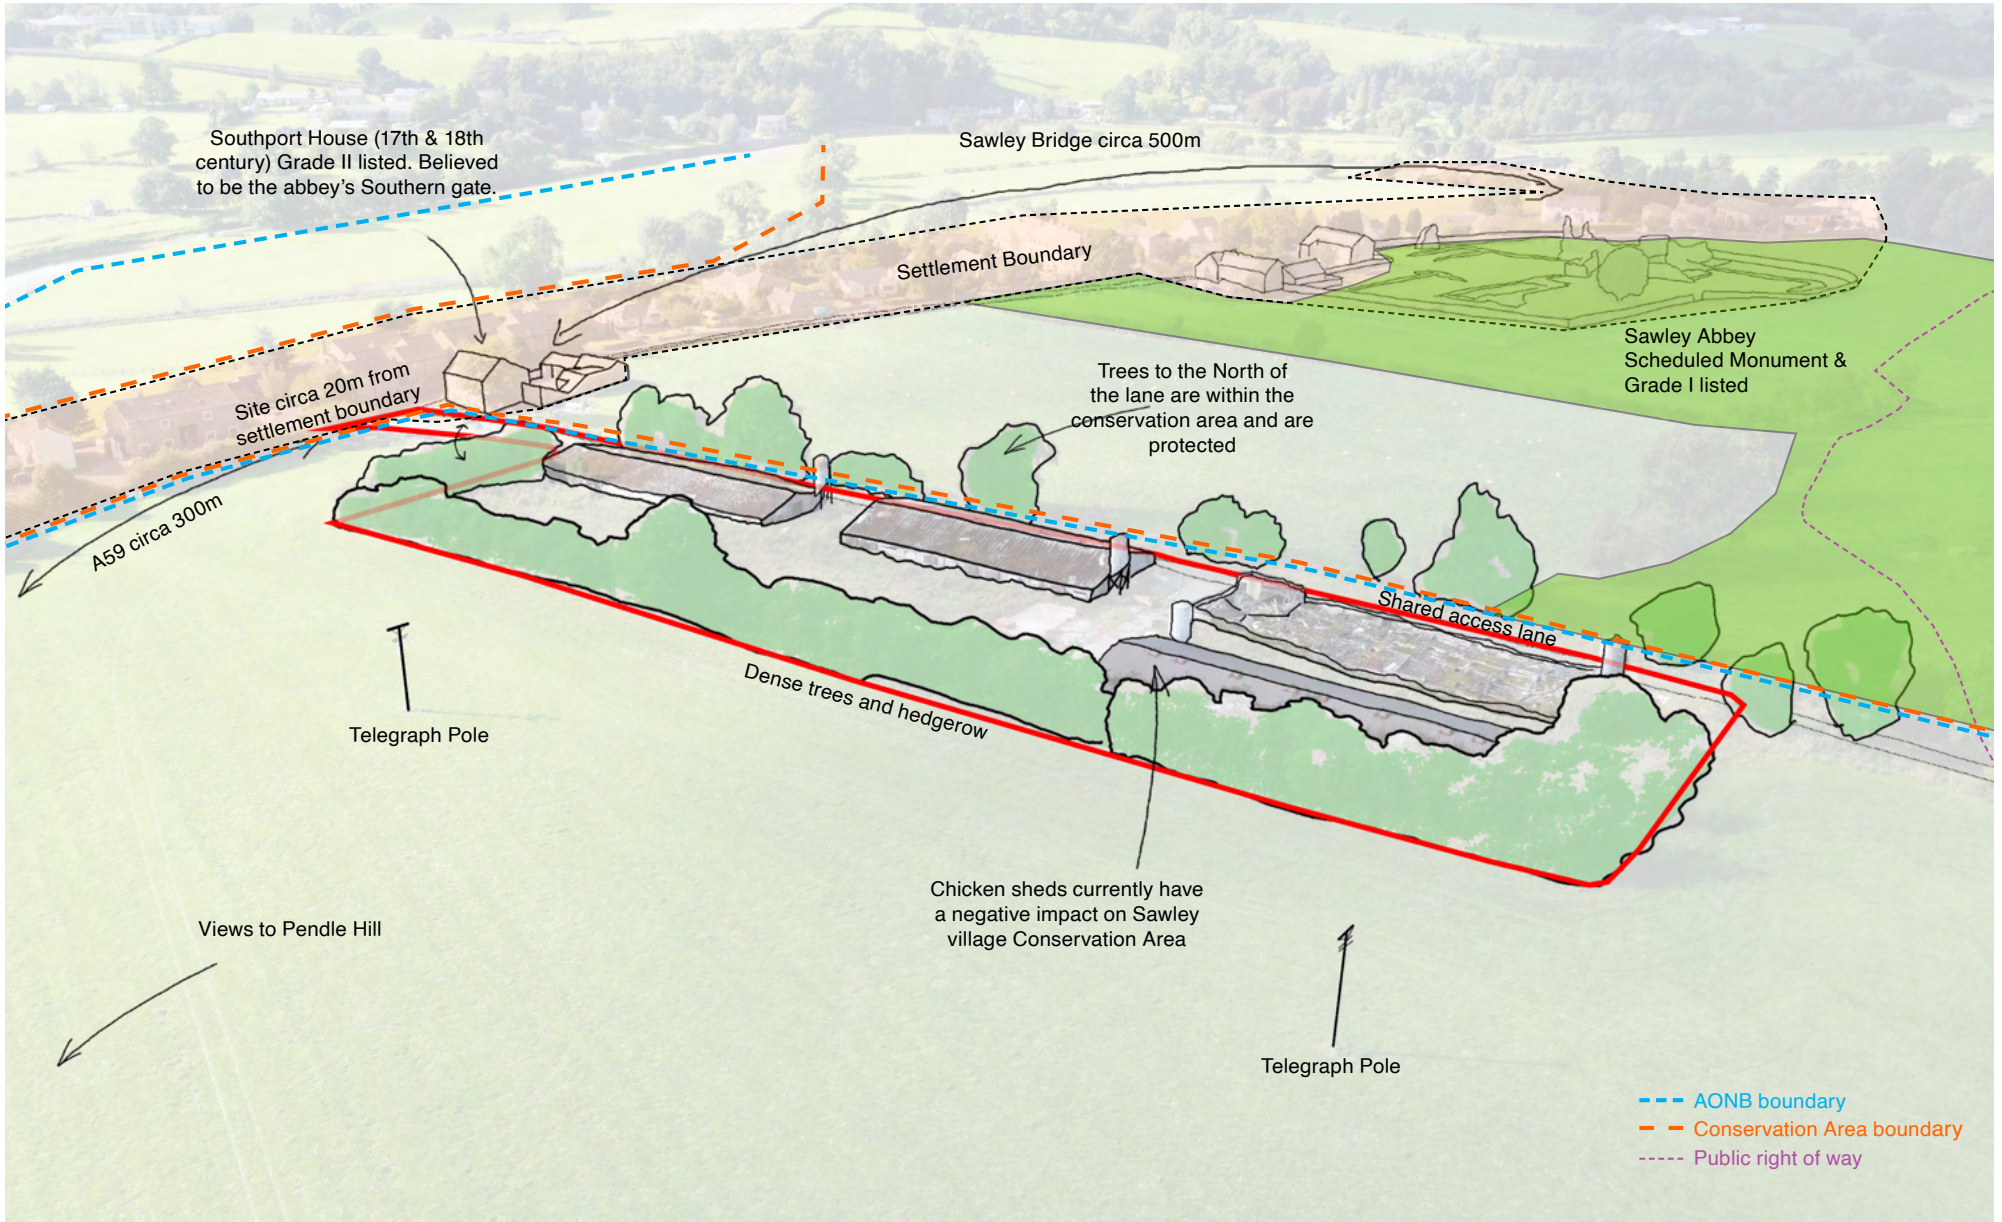 Southport House (17th & 18th
century) Grade II listed. Believed
to be the abbey's Southern gate.
Sawley Bridge circa 500m
Settlement Boundary
Sawley Abbey
Scheduled Monument &
Grade I listed
Site circa 20m from
settlement boundary
Trees to the North of
the lane are within the
conservation area and are
protected
A59 circa 300m
Shared access lane
Dense trees and hedgerow
Telegraph Pole
Chicken sheds currently have
a negative impact on Sawley
village Conservation Area
Views to Pendle Hill
Telegraph Pole
AONB boundary
Conservation Area boundary
Public right of way